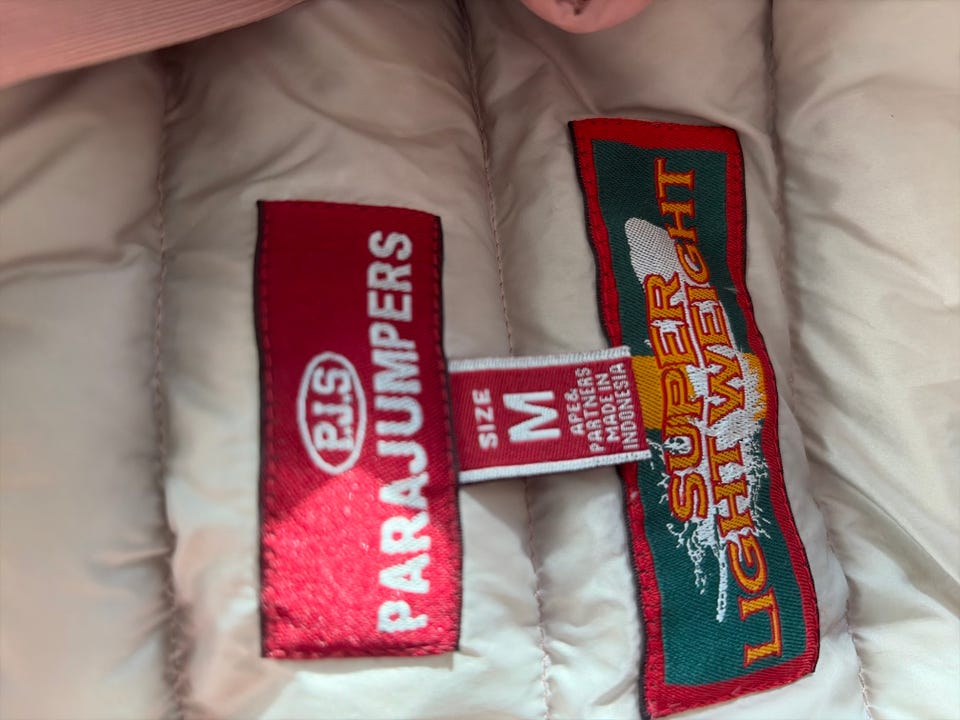 P.J.S
PARAJUMPERS
SIZE
M
APE&
PARTNERS
MADE IN
INDONESIA
SUPER
LIGHTWEIGHT